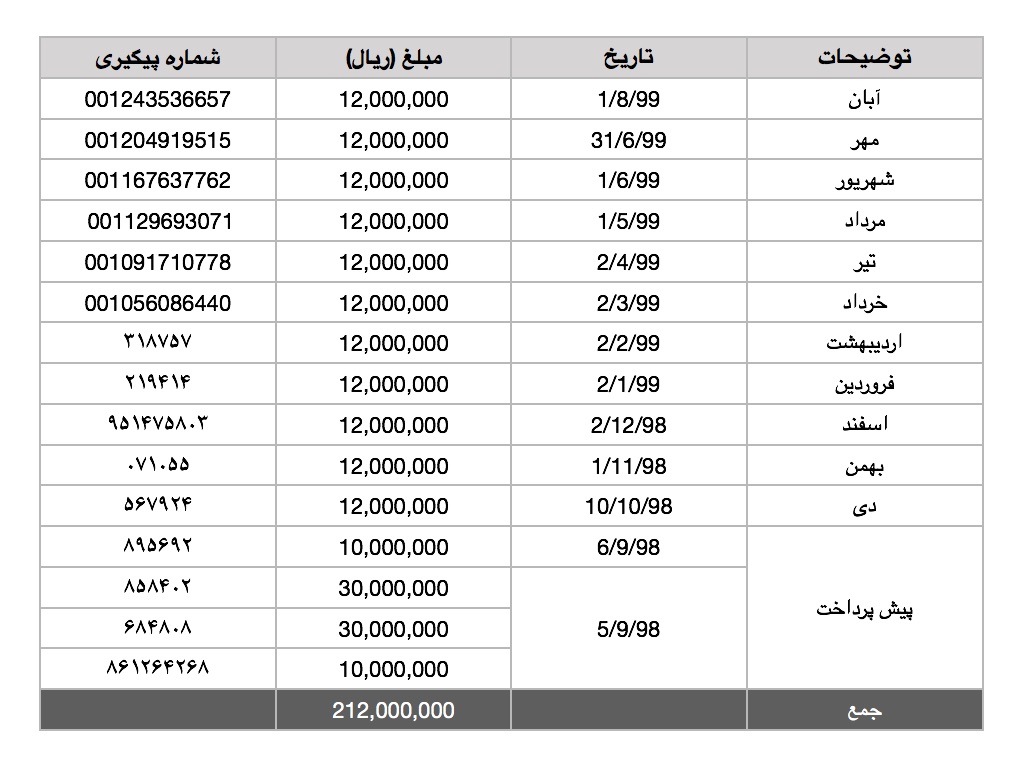 توضیحات تاریخ مبلغ (ریال) شماره پیگیری
آبان 1/8/99 12,000,000 001243536657
مهر 31/6/99 12,000,000 001204919515
شهریور 1/6/99 12,000,000 001167637762
مرداد 1/5/99 12,000,000 001129693071
تیر 2/4/99 12,000,000 001091710778
خرداد 2/3/99 12,000,000 001056086440
اردیبهشت 2/2/99 12,000,000 ۳۱۸۷۵۷
فروردین 2/1/99 12,000,000 ۲۱۹۴۱۴
اسفند 2/12/98 12,000,000 ۹۵۱۴۷۵۸۰۳
بهمن 1/11/98 12,000,000 ۰۷۱۰۵۵
دی 10/10/98 12,000,000 ۵۶۷۹۲۴
پیش پرداخت 6/9/98 10,000,000 ۸۹۵۶۹۲
5/9/98 30,000,000 ۸۵۸۴۰۲
30,000,000 ۶۸۴۸۰۸
10,000,000 ۸۶۱۲۶۴۲۶۸
جمع 212,000,000